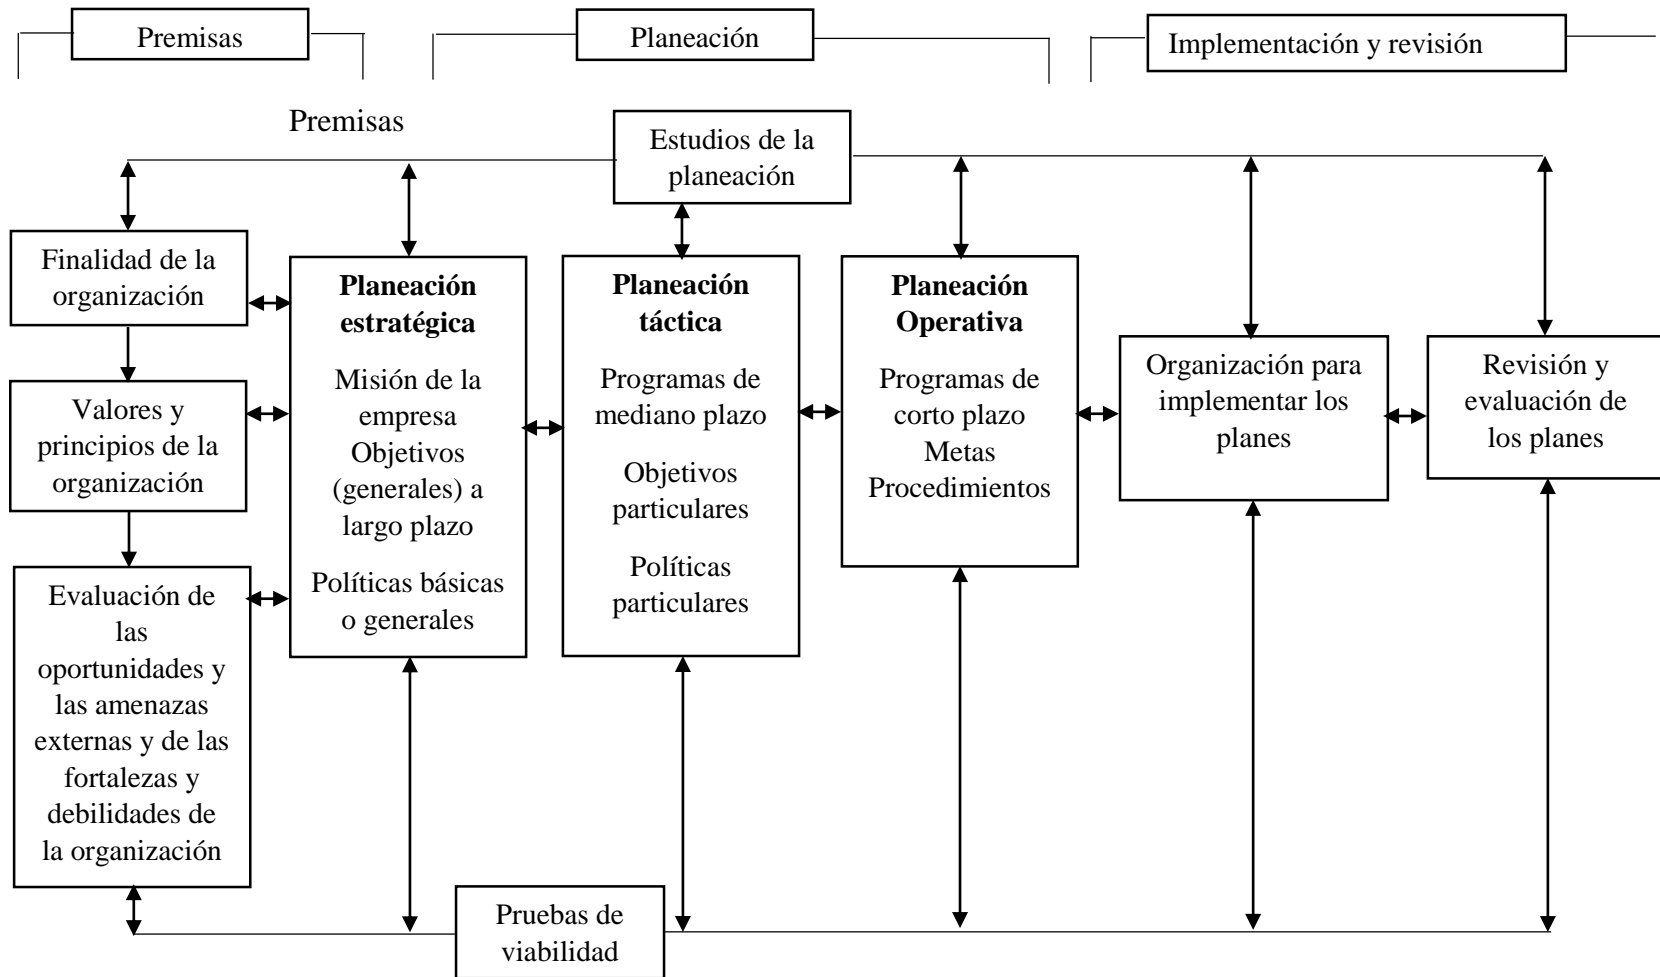 Premisas
Planeación
Implementación y revisión
Premisas
Estudios de la
planeación
Finalidad de la
organización
Valores y
principios de la
organización
Evaluación de
las
oportunidades y
las amenazas
externas y de las
fortalezas y
debilidades de
la organización
Planeación
estratégica
Misión de la
empresa
Objetivos
(generales) a
largo plazo
Políticas básicas
o generales
Planeación
táctica
Programas de
mediano plazo
Objetivos
particulares
Políticas
particulares
Planeación
Operativa
Programas de
corto plazo
Metas
Procedimientos
Organización para
implementar los
planes
Revisión y
evaluación de
los planes
Pruebas de
viabilidad